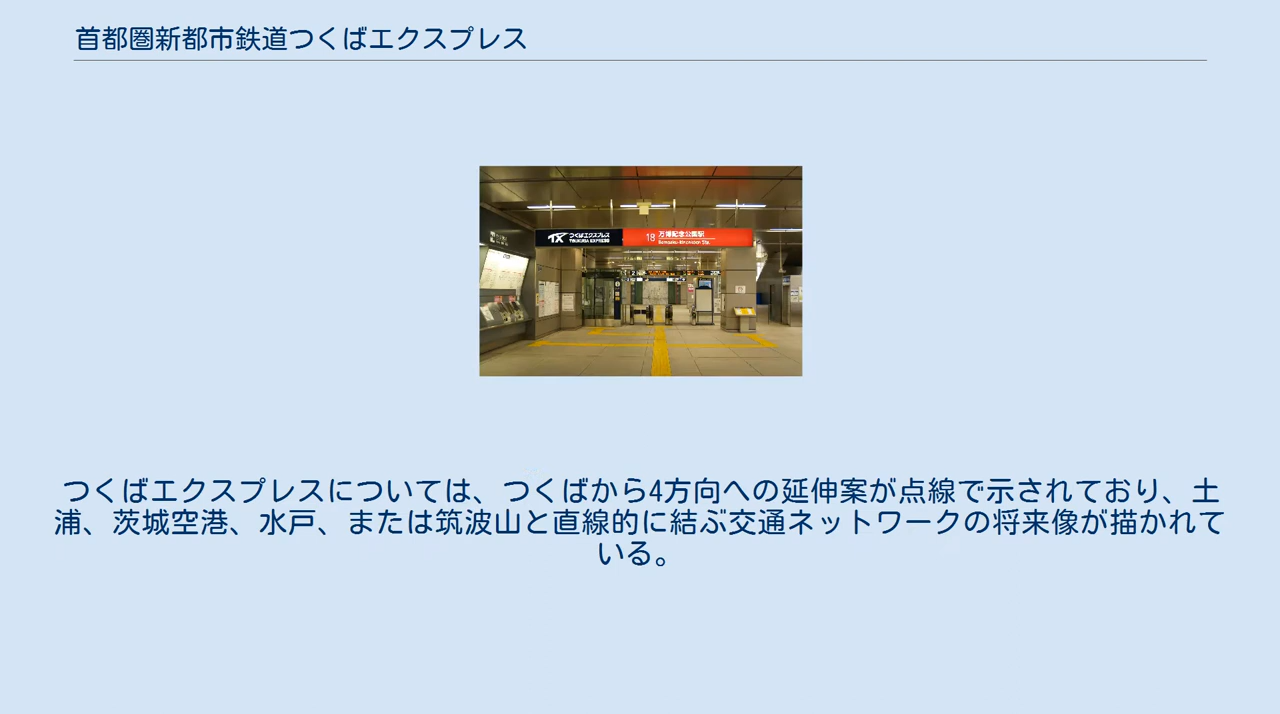 首都圏新都市鉄道つくばエクスプレス
TX つくばエクスプレス TSUKUBA EXPRESS
18 万博記念公園駅
つくばエクスプレスについては、つくばから4方向への延伸案が点線で示されており、土
浦、茨城空港、水戸、または筑波山と直線的に結ぶ交通ネットワークの将来像が描かれて
いる。